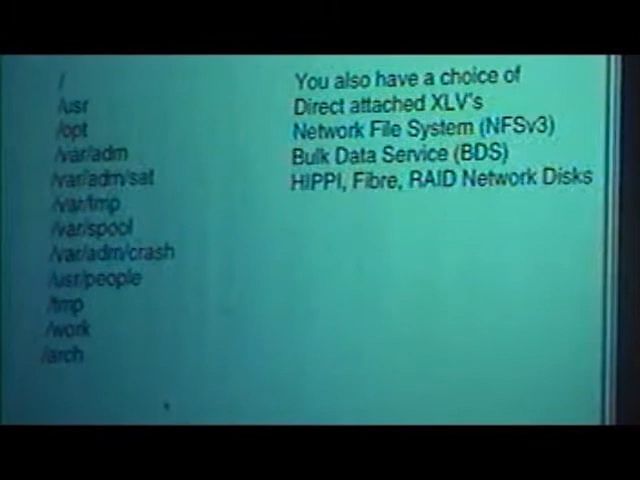 /
/usr
/opt
/var/adm
/var/adm/sat
/var/tmp
/var/spool
/var/adm/crash
/usr/people
/tmp
/work
/arch
You also have a choice of
Direct attached XLV's
Network File System (NFSv3)
Bulk Data Service (BDS)
HIPPI, Fibre, RAID Network Disks